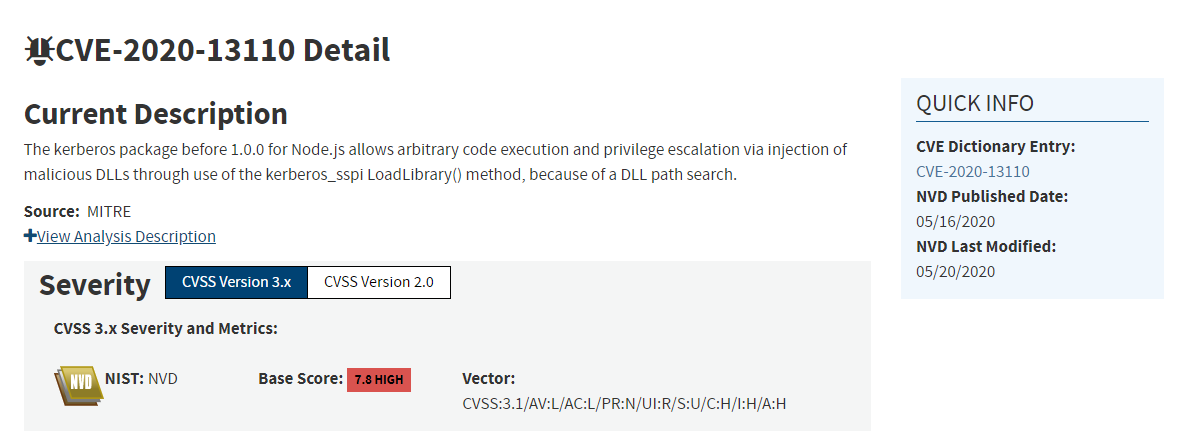 CVE-2020-13110 Detail
Current Description
The kerberos package before 1.0.0 for Node.js allows arbitrary code execution and privilege escalation via injection of
malicious DLLs through use of the kerberos_sspi LoadLibrary() method, because of a DLL path search.
Source: MITRE
+View Analysis Description
Severity CVSS Version 3.x CVSS Version 2.0
CVSS 3.x Severity and Metrics:
NVD NIST: NVD Base Score: 7.8 HIGH Vector:
CVSS:3.1/AV:L/AC:L/PR:N/UI:R/S:U/C:H/I:H/A:H
QUICK INFO
CVE Dictionary Entry:
CVE-2020-13110
NVD Published Date:
05/16/2020
NVD Last Modified:
05/20/2020